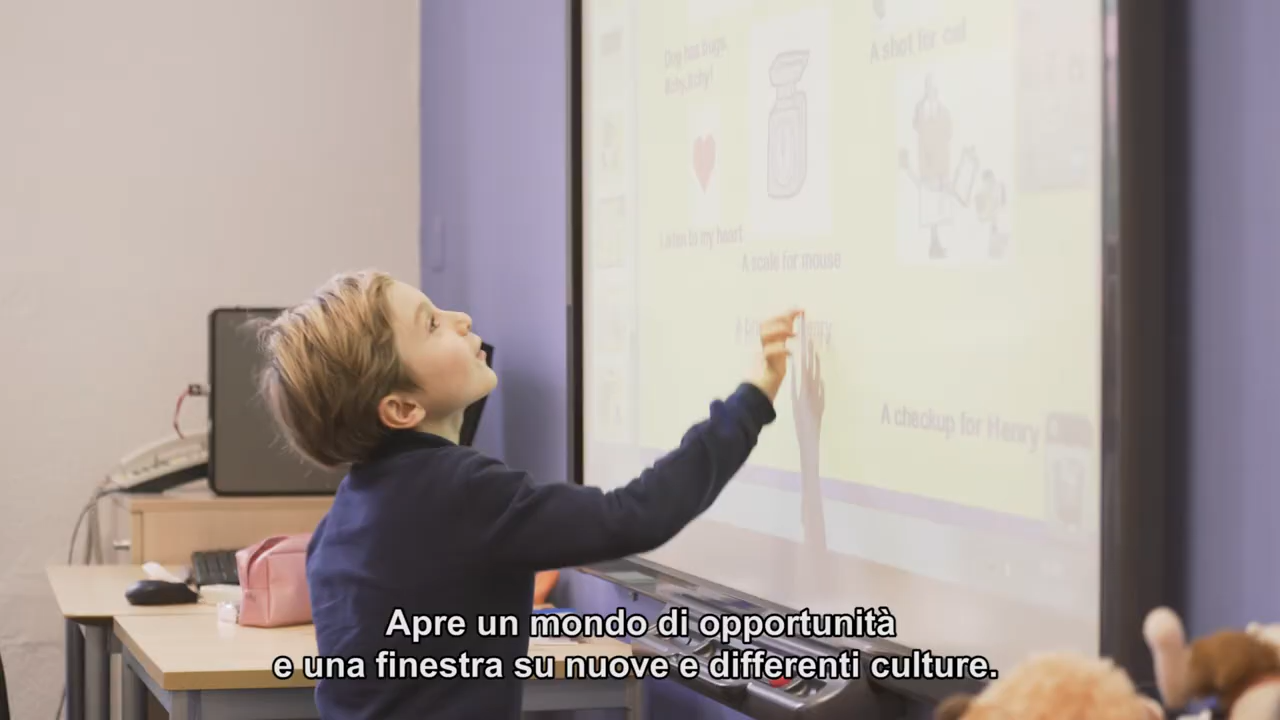 Dog has bugs.
Itchy, Itchy!
A shot for cat
Listen to my heart
A scale for mouse
A checkup for Henry
Apre un mondo di opportunità
e una finestra su nuove e differenti culture.